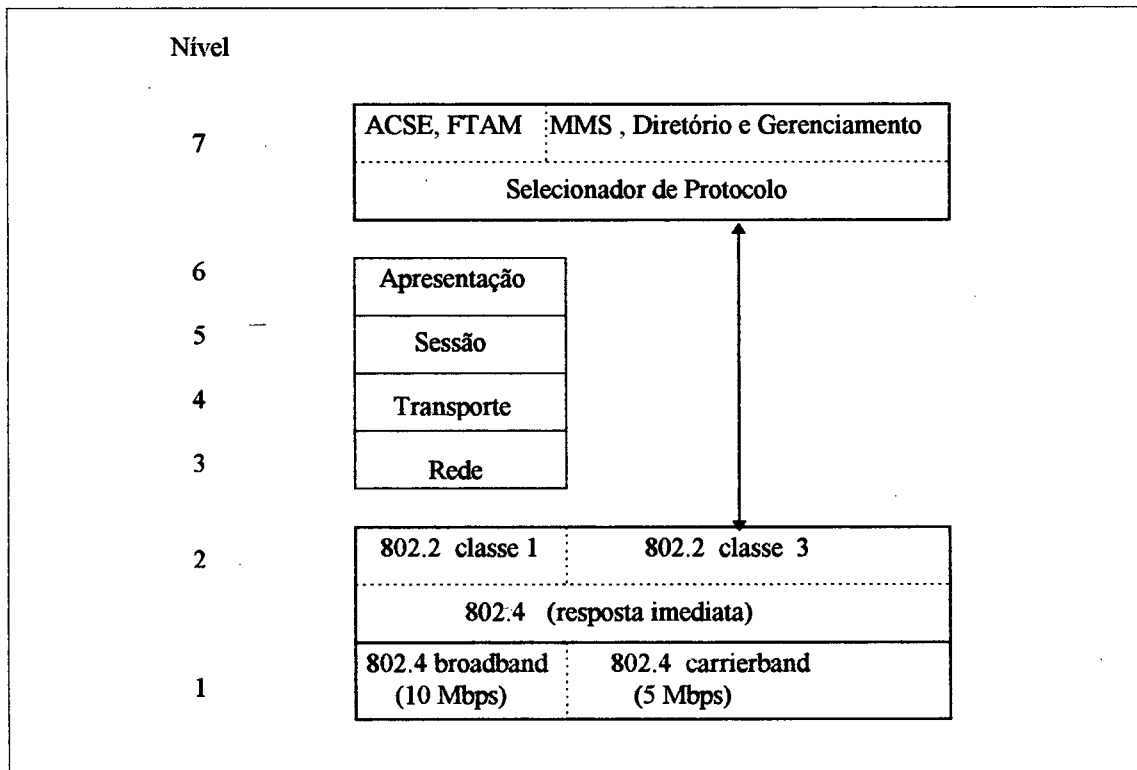 Nível
7
ACSE, FTAM MMS , Diretório e Gerenciamento
Selecionador de Protocolo
6
Apresentação
5
Sessão
4
Transporte
3
Rede
2
802.2 classe 1 802.2 classe 3
802.4 (resposta imediata)
1
802.4 broadband 802.4 carrierband
(10 Mbps) (5 Mbps)